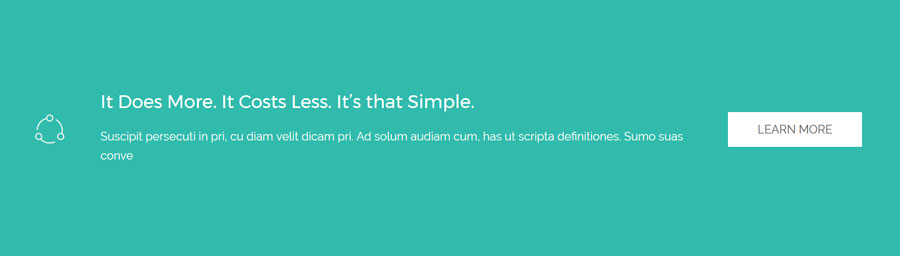 It Does More. It Costs Less. It's that Simple.
Suscipit persecuti in pri, cu diam velit dicam pri. Ad solum audiam cum, has ut scripta definitiones. Sumo suas
conve
LEARN MORE